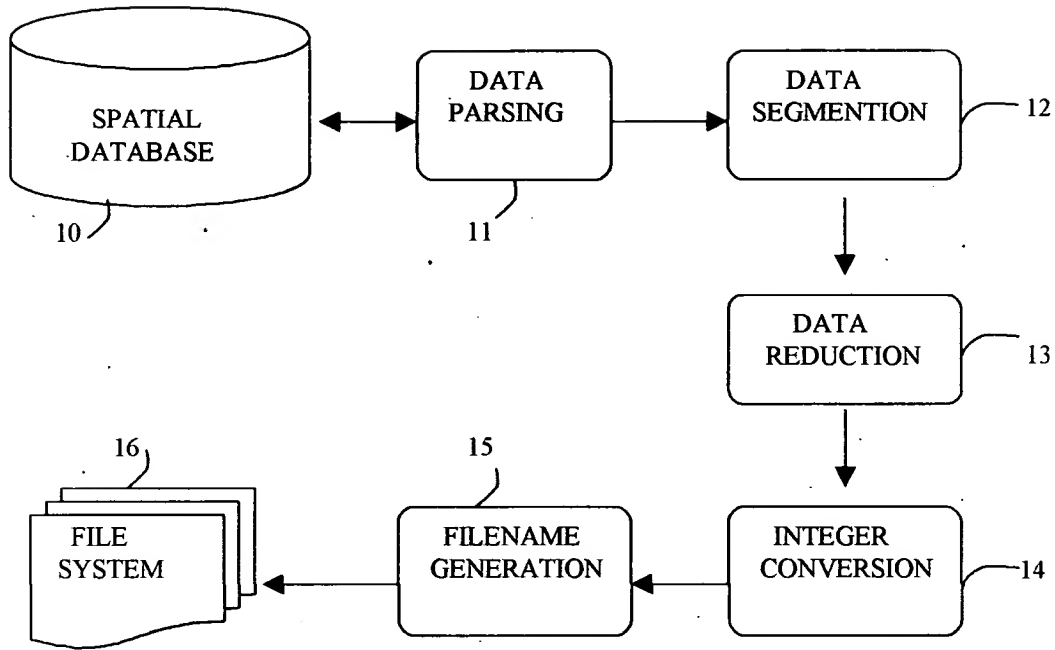 SPATIAL
DATABASE
10
DATA
PARSING
11
DATA
SEGMENTION
12
DATA
REDUCTION
13
INTEGER
CONVERSION
14
15
FILENAME
GENERATION
16
FILE
SYSTEM